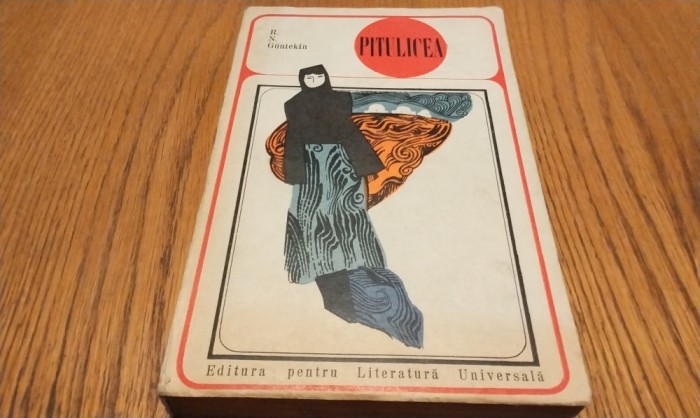 R.
N.
Güntekin
PITULICEA
Editura pentru Literatură Universală